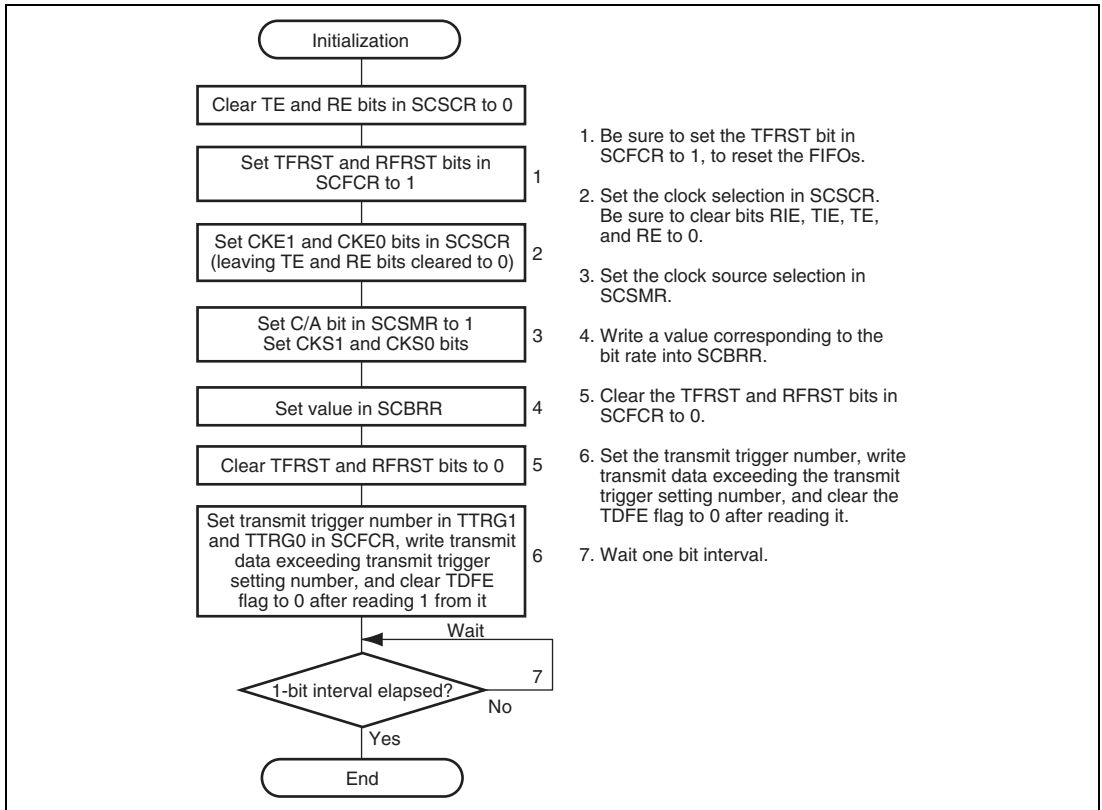 Initialization
Clear TE and RE bits in SCSCR to 0
Set TFRST and RFRST bits in
SCFCR to 1
1
Set CKE1 and CKE0 bits in SCSCR
(leaving TE and RE bits cleared to 0)
2
Set C/A bit in SCSMR to 1
Set CKS1 and CKS0 bits
3
Set value in SCBRR
4
Clear TFRST and RFRST bits to 0
5
Set transmit trigger number in TTRG1
and TTRG0 in SCFCR, write transmit
data exceeding transmit trigger
setting number, and clear TDFE
flag to 0 after reading 1 from it
6
Wait
1-bit interval elapsed?
7
No
Yes
End
1. Be sure to set the TFRST bit in
SCFCR to 1, to reset the FIFOs.
2. Set the clock selection in SCSCR.
Be sure to clear bits RIE, TIE, TE,
and RE to 0.
3. Set the clock source selection in
SCSMR.
4. Write a value corresponding to the
bit rate into SCBRR.
5. Clear the TFRST and RFRST bits in
SCFCR to 0.
6. Set the transmit trigger number, write
transmit data exceeding the transmit
trigger setting number, and clear the
TDFE flag to 0 after reading it.
7. Wait one bit interval.